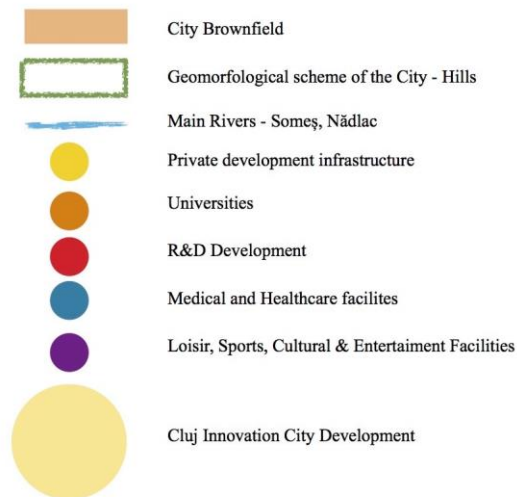 City Brownfield
Geomorfological scheme of the City - Hills
Main Rivers - Someș, Nădlac
Private development infrastructure
Universities
R&D Development
Medical and Healthcare facilites
Loisir, Sports, Cultural & Entertaiment Facilities
Cluj Innovation City Development